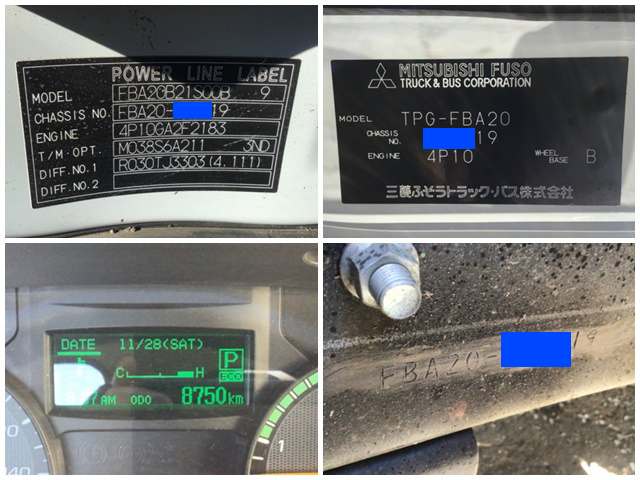 POWER LINE LABEL
MODEL FBA20B21S00B 9
CHASSIS NO. FBA20- 19
ENGINE 4P10GA2F2183
T/M·OPT. M038S6A211 3ND
DIFF.NO.1 R030TJ3303(4.111)
DIFF.NO.2
MITSUBISHI FUSO
TRUCK & BUS CORPORATION
MODEL TPG-FBA20
CHASSIS NO. 19
ENGINE 4P10 WHEEL BASE B
三菱ふそうトラック・バス株式会社
DATE 11/28(SAT)
P
C H ECO
AM ODO 8750km
1
140
FBA20- 19